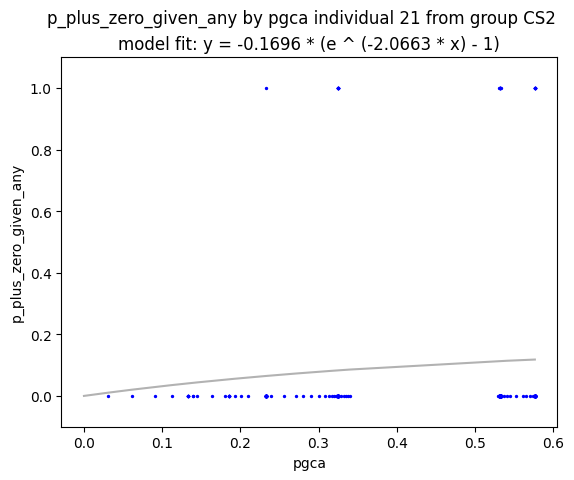 p_plus_zero_given_any by pgca individual 21 from group CS2
model fit: y = -0.1696 * (e ^ (-2.0663 * x) - 1)
1.0
0.8
0.6
0.4
0.2
0.0
p_plus_zero_given_any
0.0 0.1 0.2 0.3 0.4 0.5 0.6
pgca